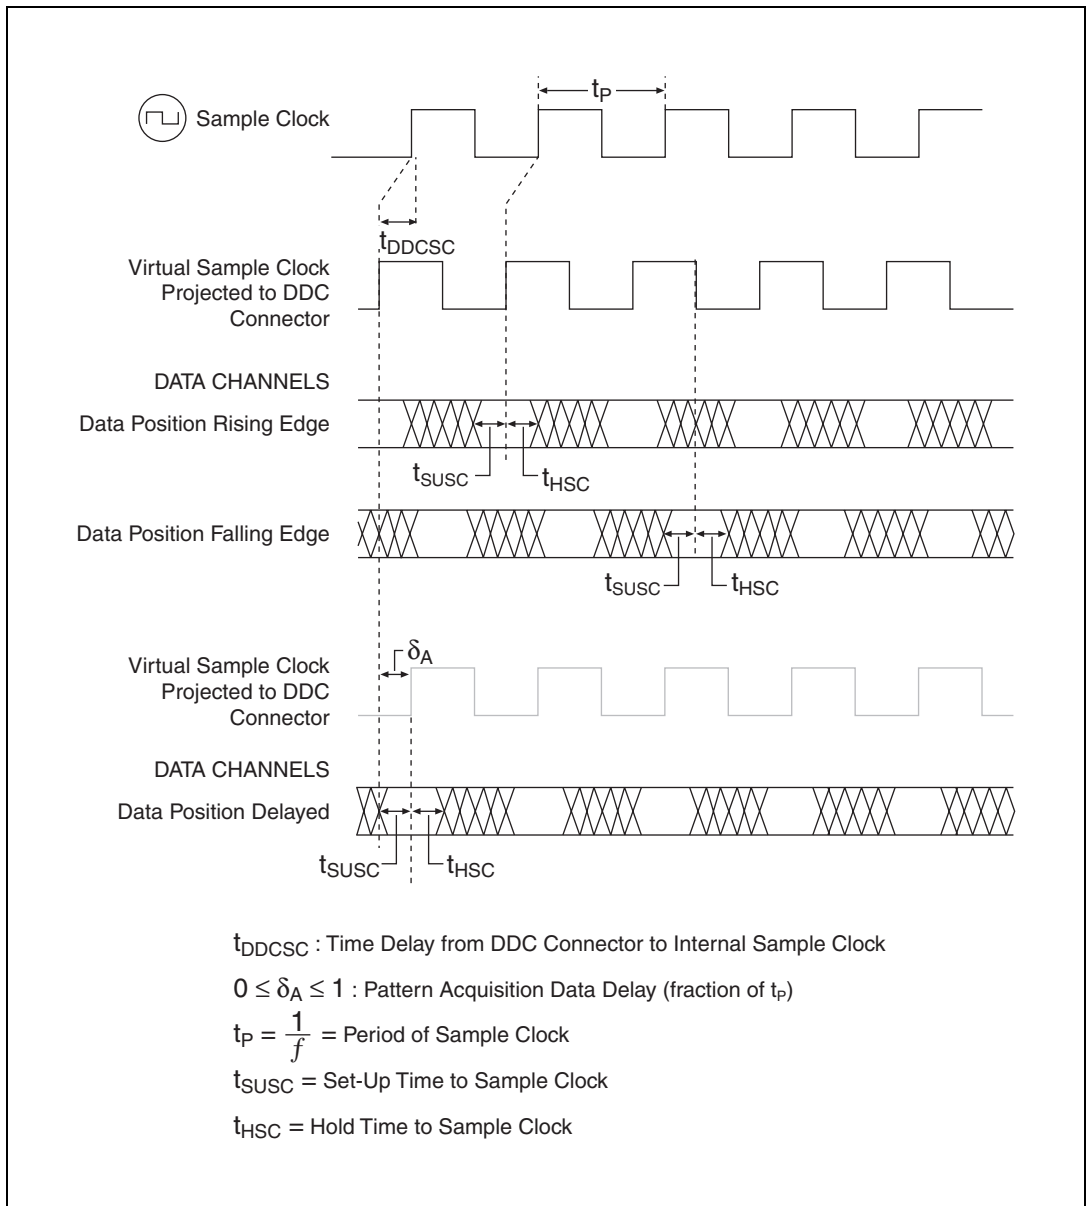 t_P
Sample Clock
t_DDCSC
Virtual Sample Clock
Projected to DDC
Connector
DATA CHANNELS
Data Position Rising Edge
t_SUSC
t_HSC
Data Position Falling Edge
t_SUSC
t_HSC
δ_A
Virtual Sample Clock
Projected to DDC
Connector
DATA CHANNELS
Data Position Delayed
t_SUSC
t_HSC
t_DDCSC : Time Delay from DDC Connector to Internal Sample Clock
0 ≤ δ_A ≤ 1 : Pattern Acquisition Data Delay (fraction of t_P)
t_P = 1/f = Period of Sample Clock
t_SUSC = Set-Up Time to Sample Clock
t_HSC = Hold Time to Sample Clock